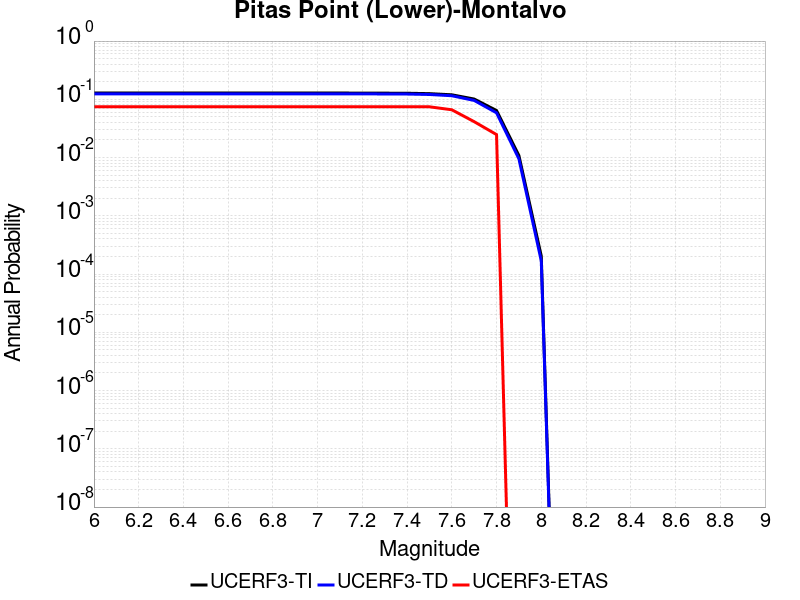 Pitas Point (Lower)-Montalvo
Annual Probability
10^0
10^-1
10^-2
10^-3
10^-4
10^-5
10^-6
10^-7
10^-8
6 6.2 6.4 6.6 6.8 7 7.2 7.4 7.6 7.8 8 8.2 8.4 8.6 8.8 9
Magnitude
UCERF3-TI UCERF3-TD UCERF3-ETAS